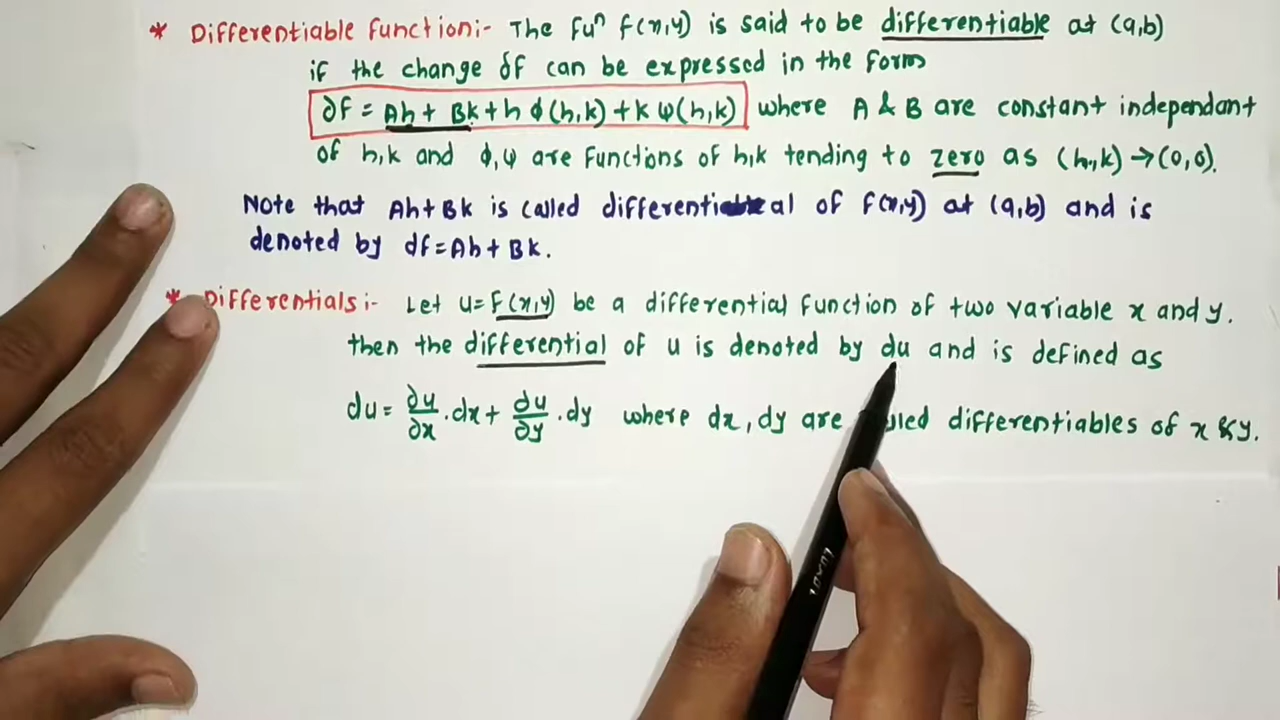 * Differentiable Function:- The Fuⁿ f(x,y) is said to be differentiable at (a,b)
if the change δf can be expressed in the form
∂f = Ah + Bk + h ϕ(h,k) + k ψ(h,k) where A & B are constant independant
of h,k and ϕ,ψ are functions of h,k tending to zero as (h,k) → (0,0).
Note that Ah + Bk is called differential of f(x,y) at (a,b) and is
denoted by df = Ah + Bk.
* Differentials:- Let u = f(x,y) be a differential function of two variable x and y.
then the differential of u is denoted by du and is defined as
du = ∂u/∂x . dx + ∂u/∂y . dy where dx, dy are differentiables of x & y.